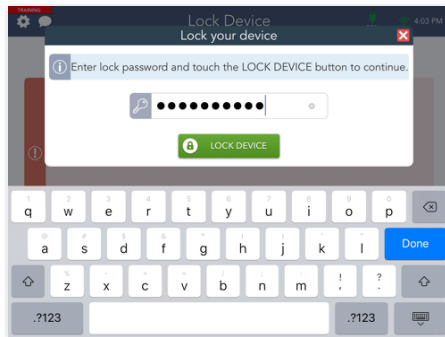 TRAINING
Lock Device
4:03 PM
Lock your device
Enter lock password and touch the LOCK DEVICE button to continue.
LOCK DEVICE
1 2 3 4 5 6 7 8 9 0
q w e r t y u i o p
@ # $ & * ( ) ' "
a s d f g h j k l Done
% - + = / ; : ! ?
z x c v b n m , .
.?123 .?123